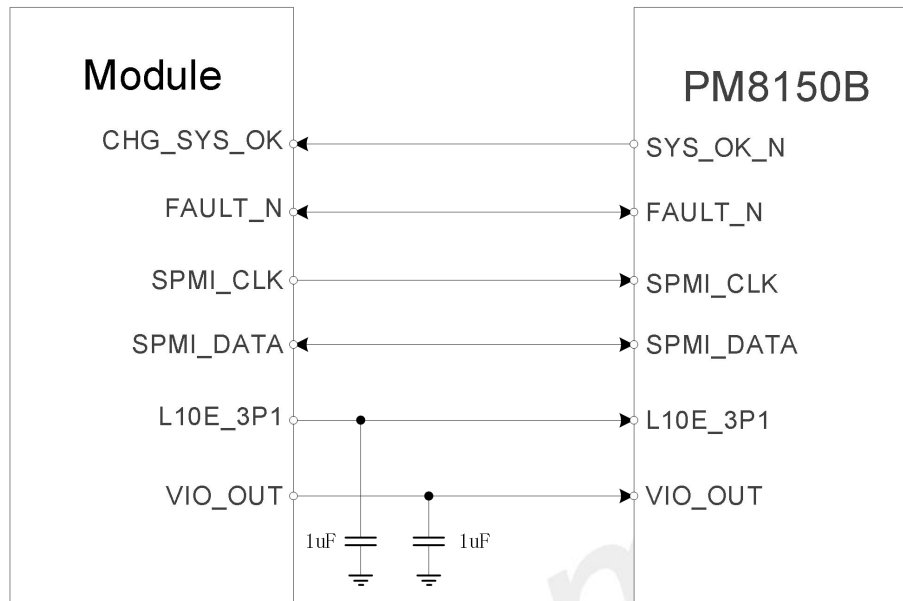 Module
PM8150B
CHG_SYS_OK
SYS_OK_N
FAULT_N
FAULT_N
SPMI_CLK
SPMI_CLK
SPMI_DATA
SPMI_DATA
L10E_3P1
L10E_3P1
VIO_OUT
VIO_OUT
1uF
1uF